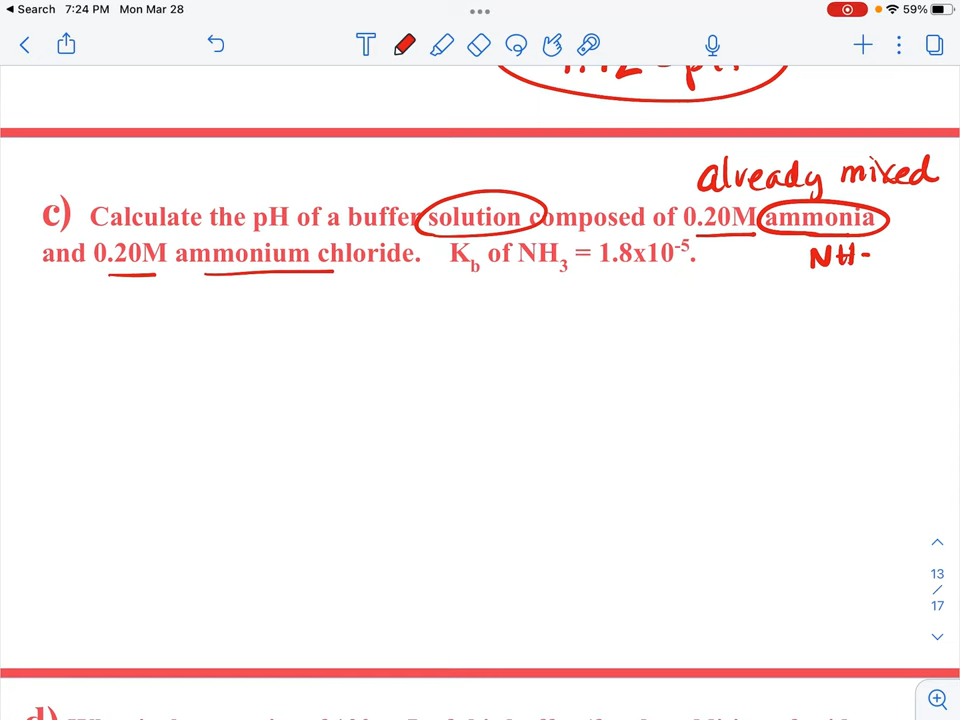 Search 7:24 PM Mon Mar 28 59%
T
already mixed
c) Calculate the pH of a buffer solution composed of 0.20M ammonia
and 0.20M ammonium chloride. Kb of NH3 = 1.8x10-5.
NH-
13
/
17